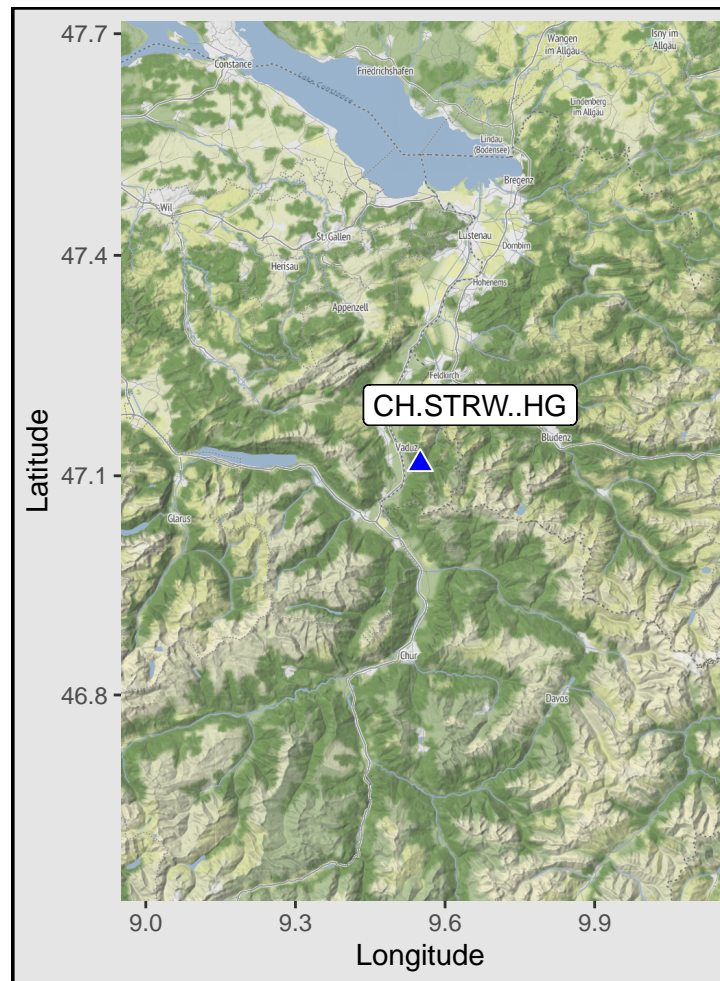 47.7
47.4
47.1
46.8
Latitude
9.0
9.3
9.6
9.9
Longitude
Isny im
Allgäu
Wangen
im Allgäu
Constance
Friedrichshafen
Lake Constance
Lindenberg
im Allgäu
Lindau
(Bodensee)
Bregenz
Wil
St. Gallen
Lustenau
Dornbirn
Herisau
Hohenems
Appenzell
Feldkirch
CH.STRW..HG
Bludenz
Vaduz
Glarus
Chur
Davos